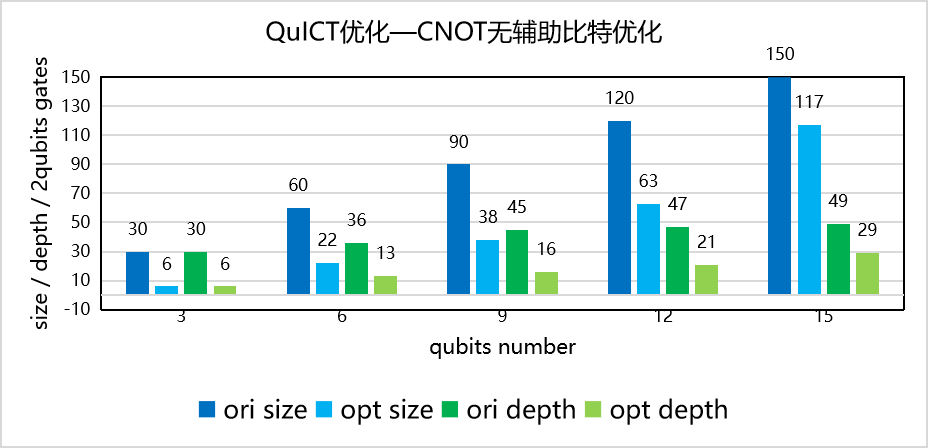 QuICT优化—CNOT无辅助比特优化
size / depth / 2qubits gates
150
130
110
90
70
50
30
10
-10
30 6 30 6
60 22 36 13
90 38 45 16
120 63 47 21
150 117 49 29
3 6 9 12 15
qubits number
ori size opt size ori depth opt depth